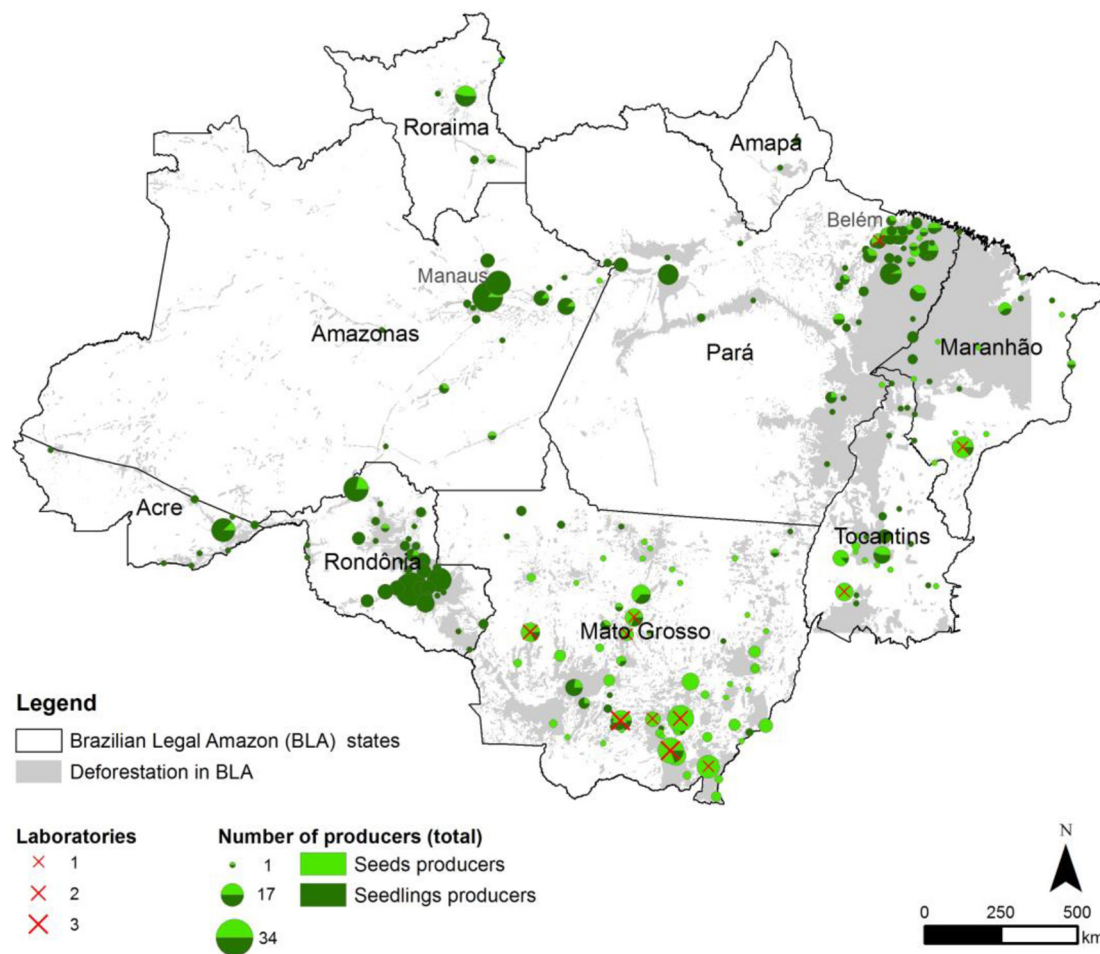 Roraima
Amapá
Belém
Manaus
Amazonas
Pará
Maranhão
Acre
Rondônia
Tocantins
Mato Grosso
Legend
Brazilian Legal Amazon (BLA) states
Deforestation in BLA
Laboratories
1
2
3
Number of producers (total)
1
17
34
Seeds producers
Seedlings producers
N
0 250 500
km